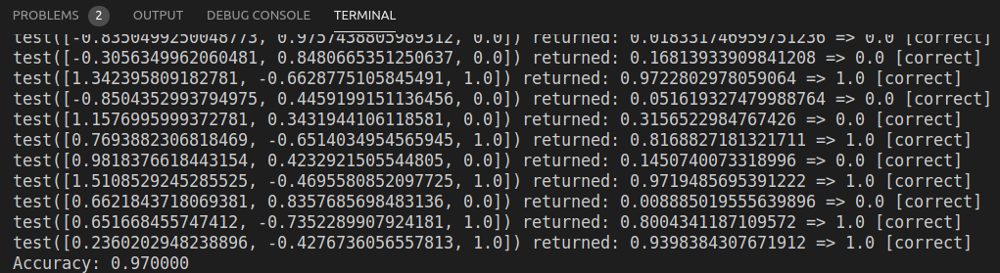 PROBLEMS 2 OUTPUT DEBUG CONSOLE TERMINAL
test([-0.8350499250048773, 0.9757438805989312, 0.0]) returned: 0.018331746959751236 => 0.0 [correct]
test([-0.3056349962060481, 0.8480665351250637, 0.0]) returned: 0.16813933909841208 => 0.0 [correct]
test([1.342395809182781, -0.6628775105845491, 1.0]) returned: 0.9722802978059064 => 1.0 [correct]
test([-0.8504352993794975, 0.4459199151136456, 0.0]) returned: 0.051619327479988764 => 0.0 [correct]
test([1.1576995999372781, 0.3431944106118581, 0.0]) returned: 0.3156522984767426 => 0.0 [correct]
test([0.7693882306818469, -0.6514034954565945, 1.0]) returned: 0.8168827181321711 => 1.0 [correct]
test([0.9818376618443154, 0.4232921505544805, 0.0]) returned: 0.1450740073318996 => 0.0 [correct]
test([1.5108529245285525, -0.4695580852097725, 1.0]) returned: 0.9719485695391222 => 1.0 [correct]
test([0.6621843718069381, 0.8357685698483136, 0.0]) returned: 0.008885019555639896 => 0.0 [correct]
test([0.651668455747412, -0.7352289907924181, 1.0]) returned: 0.8004341187109572 => 1.0 [correct]
test([0.2360202948238896, -0.4276736056557813, 1.0]) returned: 0.9398384307671912 => 1.0 [correct]
Accuracy: 0.970000